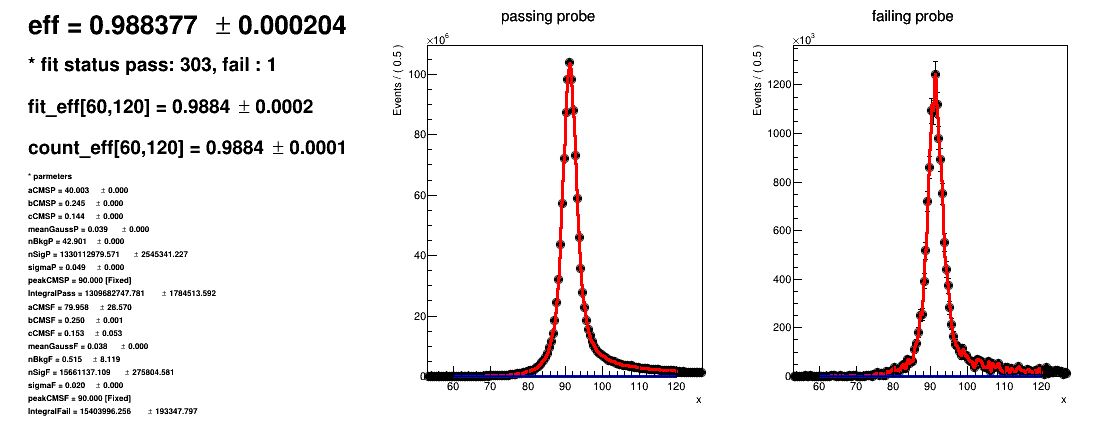 eff = 0.988377 ± 0.000204
* fit status pass: 303, fail : 1
fit_eff[60,120] = 0.9884 ± 0.0002
count_eff[60,120] = 0.9884 ± 0.0001
* parmeters
aCMSP = 40.003 ± 0.000
bCMSP = 0.245 ± 0.000
cCMSP = 0.144 ± 0.000
meanGaussP = 0.039 ± 0.000
nBkgP = 42.901 ± 0.000
nSigP = 1330112979.571 ± 2545341.227
sigmaP = 0.049 ± 0.000
peakCMSP = 90.000 [Fixed]
IntegralPass = 1309682747.781 ± 1784513.592
aCMSF = 79.958 ± 28.570
bCMSF = 0.250 ± 0.001
cCMSF = 0.153 ± 0.053
meanGaussF = 0.038 ± 0.000
nBkgF = 0.515 ± 8.119
nSigF = 15661137.109 ± 275804.581
sigmaF = 0.020 ± 0.000
peakCMSF = 90.000 [Fixed]
IntegralFail = 15403996.256 ± 193347.797
passing probe
×10⁶
Events / ( 0.5 )
100
80
60
40
20
0
60 70 80 90 100 110 120
x
failing probe
×10³
Events / ( 0.5 )
1200
1000
800
600
400
200
0
60 70 80 90 100 110 120
x